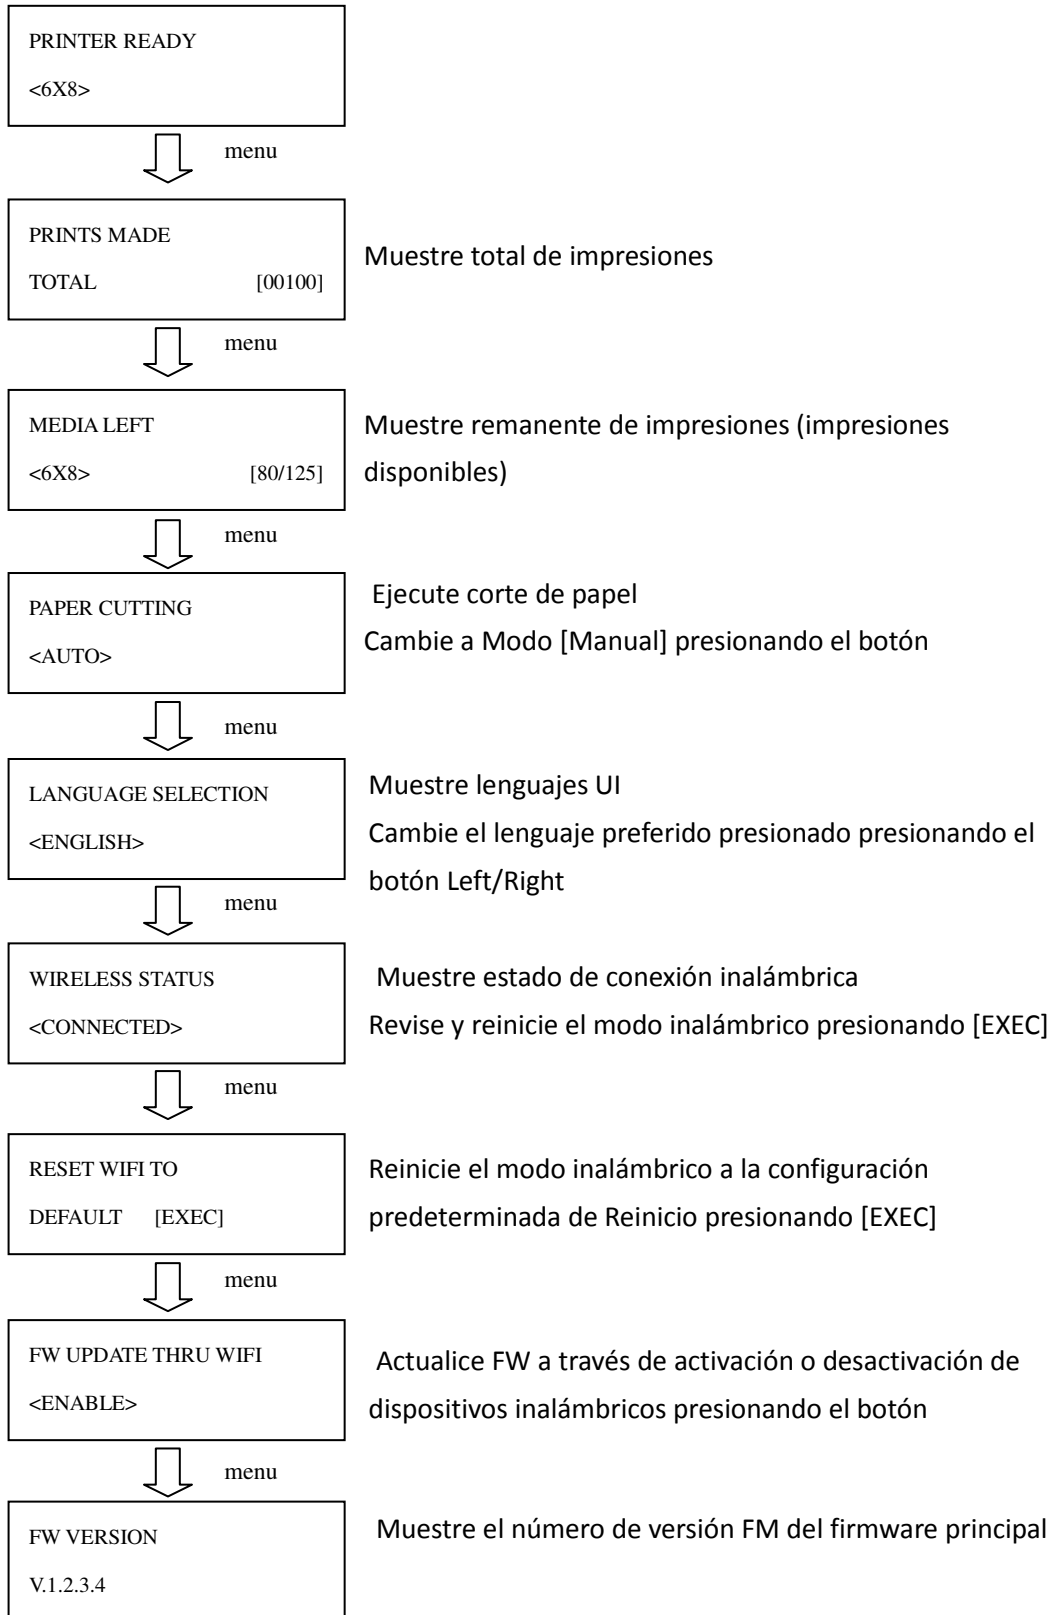 PRINTER READY
<6X8>
menu
PRINTS MADE
TOTAL [00100]
Muestre total de impresiones
menu
MEDIA LEFT
<6X8> [80/125]
Muestre remanente de impresiones (impresiones
disponibles)
menu
PAPER CUTTING
<AUTO>
Ejecute corte de papel
Cambie a Modo [Manual] presionando el botón
menu
LANGUAGE SELECTION
<ENGLISH>
Muestre lenguajes UI
Cambie el lenguaje preferido presionado presionando el
botón Left/Right
menu
WIRELESS STATUS
<CONNECTED>
Muestre estado de conexión inalámbrica
Revise y reinicie el modo inalámbrico presionando [EXEC]
menu
RESET WIFI TO
DEFAULT [EXEC]
Reinicie el modo inalámbrico a la configuración
predeterminada de Reinicio presionando [EXEC]
menu
FW UPDATE THRU WIFI
<ENABLE>
Actualice FW a través de activación o desactivación de
dispositivos inalámbricos presionando el botón
menu
FW VERSION
V.1.2.3.4
Muestre el número de versión FM del firmware principal